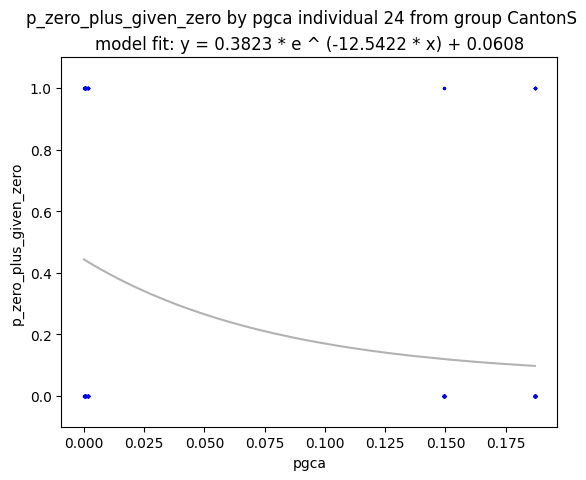 p_zero_plus_given_zero by pgca individual 24 from group CantonS
model fit: y = 0.3823 * e ^ (-12.5422 * x) + 0.0608
1.0
0.8
0.6
0.4
0.2
0.0
p_zero_plus_given_zero
0.000 0.025 0.050 0.075 0.100 0.125 0.150 0.175
pgca